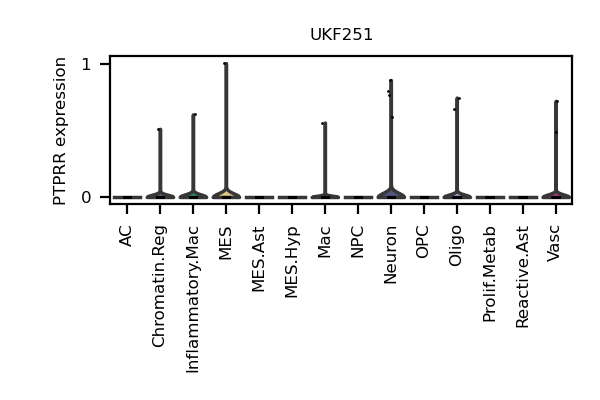 UKF251
PTPRR expression
1
0
AC
Chromatin.Reg
Inflammatory.Mac
MES
MES.Ast
MES.Hyp
Mac
NPC
Neuron
OPC
Oligo
Prolif.Metab
Reactive.Ast
Vasc